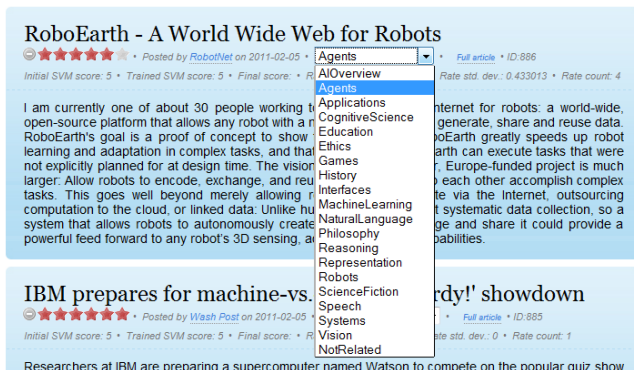 RoboEarth - A World Wide Web for Robots
• Posted by RobotNet on 2011-02-05 • Agents • Full article • ID:886
Initial SVM score: 5 • Trained SVM score: 5 • Final score: • R Rate std. dev.: 0.433013 • Rate count: 4
AIOverview
Agents
Applications
CognitiveScience
Education
Ethics
Games
History
Interfaces
MachineLearning
NaturalLanguage
Philosophy
Reasoning
Representation
Robots
ScienceFiction
Speech
Systems
Vision
NotRelated
I am currently one of about 30 people working t nternet for robots: a world-wide,
open-source platform that allows any robot with a n generate, share and reuse data.
RoboEarth's goal is a proof of concept to show oEarth greatly speeds up robot
learning and adaptation in complex tasks, and that arth can execute tasks that were
not explicitly planned for at design time. The vision , Europe-funded project is much
larger: Allow robots to encode, exchange, and reu each other accomplish complex
tasks. This goes well beyond merely allowing r te via the Internet, outsourcing
computation to the cloud, or linked data: Unlike hu t systematic data collection, so a
system that allows robots to autonomously create ge and share it could provide a
powerful feed forward to any robot's 3D sensing, a pabilities.
IBM prepares for machine-vs. rdy!' showdown
• Posted by Wash Post on 2011-02-05 • • Full article • ID:885
Initial SVM score: 5 • Trained SVM score: 5 • Final score: • R ate std. dev.: 0 • Rate count: 1
Researchers at IBM are preparing a supercomputer named Watson to compete on the popular quiz show